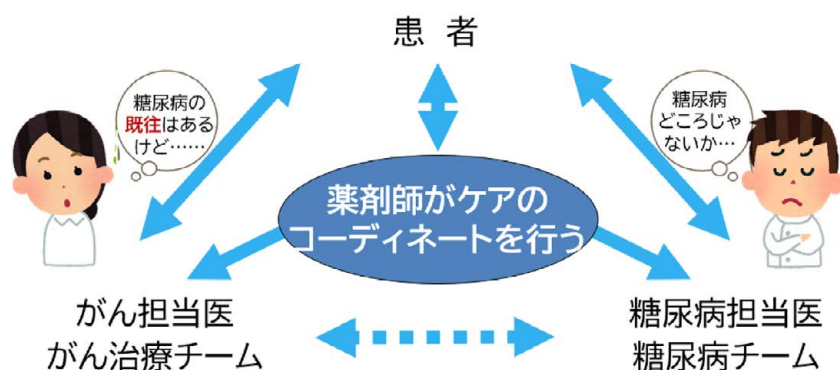 患者
糖尿病の
既往はある
けど……
糖尿病
どころじゃ
ないか…
薬剤師がケアの
コーディネートを行う
がん担当医
がん治療チーム
糖尿病担当医
糖尿病チーム